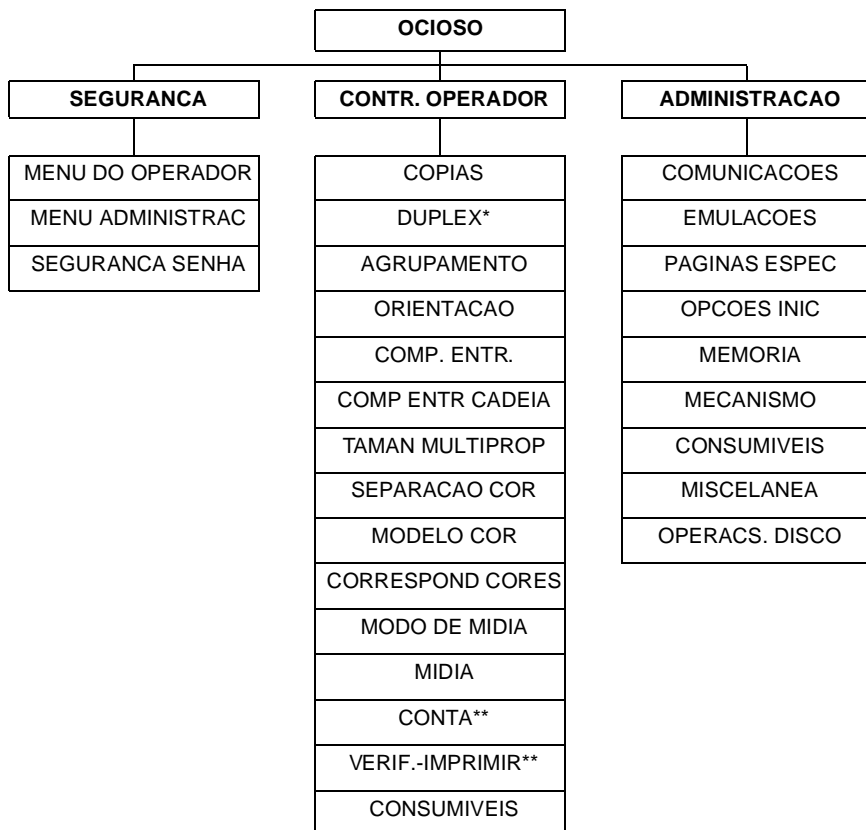 OCIOSO
SEGURANCA
MENU DO OPERADOR
MENU ADMINISTRAC
SEGURANCA SENHA
CONTR. OPERADOR
COPIAS
DUPLEX*
AGRUPAMENTO
ORIENTACAO
COMP. ENTR.
COMP ENTR CADEIA
TAMAN MULTIPROP
SEPARACAO COR
MODELO COR
CORRESPOND CORES
MODO DE MIDIA
MIDIA
CONTA**
VERIF.-IMPRIMIR**
CONSUMIVEIS
ADMINISTRACAO
COMUNICACOES
EMULACOES
PAGINAS ESPEC
OPCOES INIC
MEMORIA
MECANISMO
CONSUMIVEIS
MISCELANEA
OPERACS. DISCO